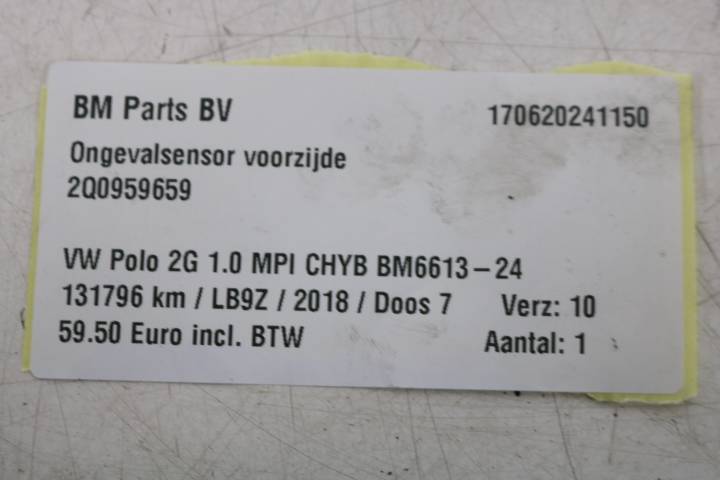 BM Parts BV 170620241150
Ongevalsensor voorzijde
2Q0959659
VW Polo 2G 1.0 MPI CHYB BM6613-24
131796 km / LB9Z / 2018 / Doos 7 Verz: 10
59.50 Euro incl. BTW Aantal: 1